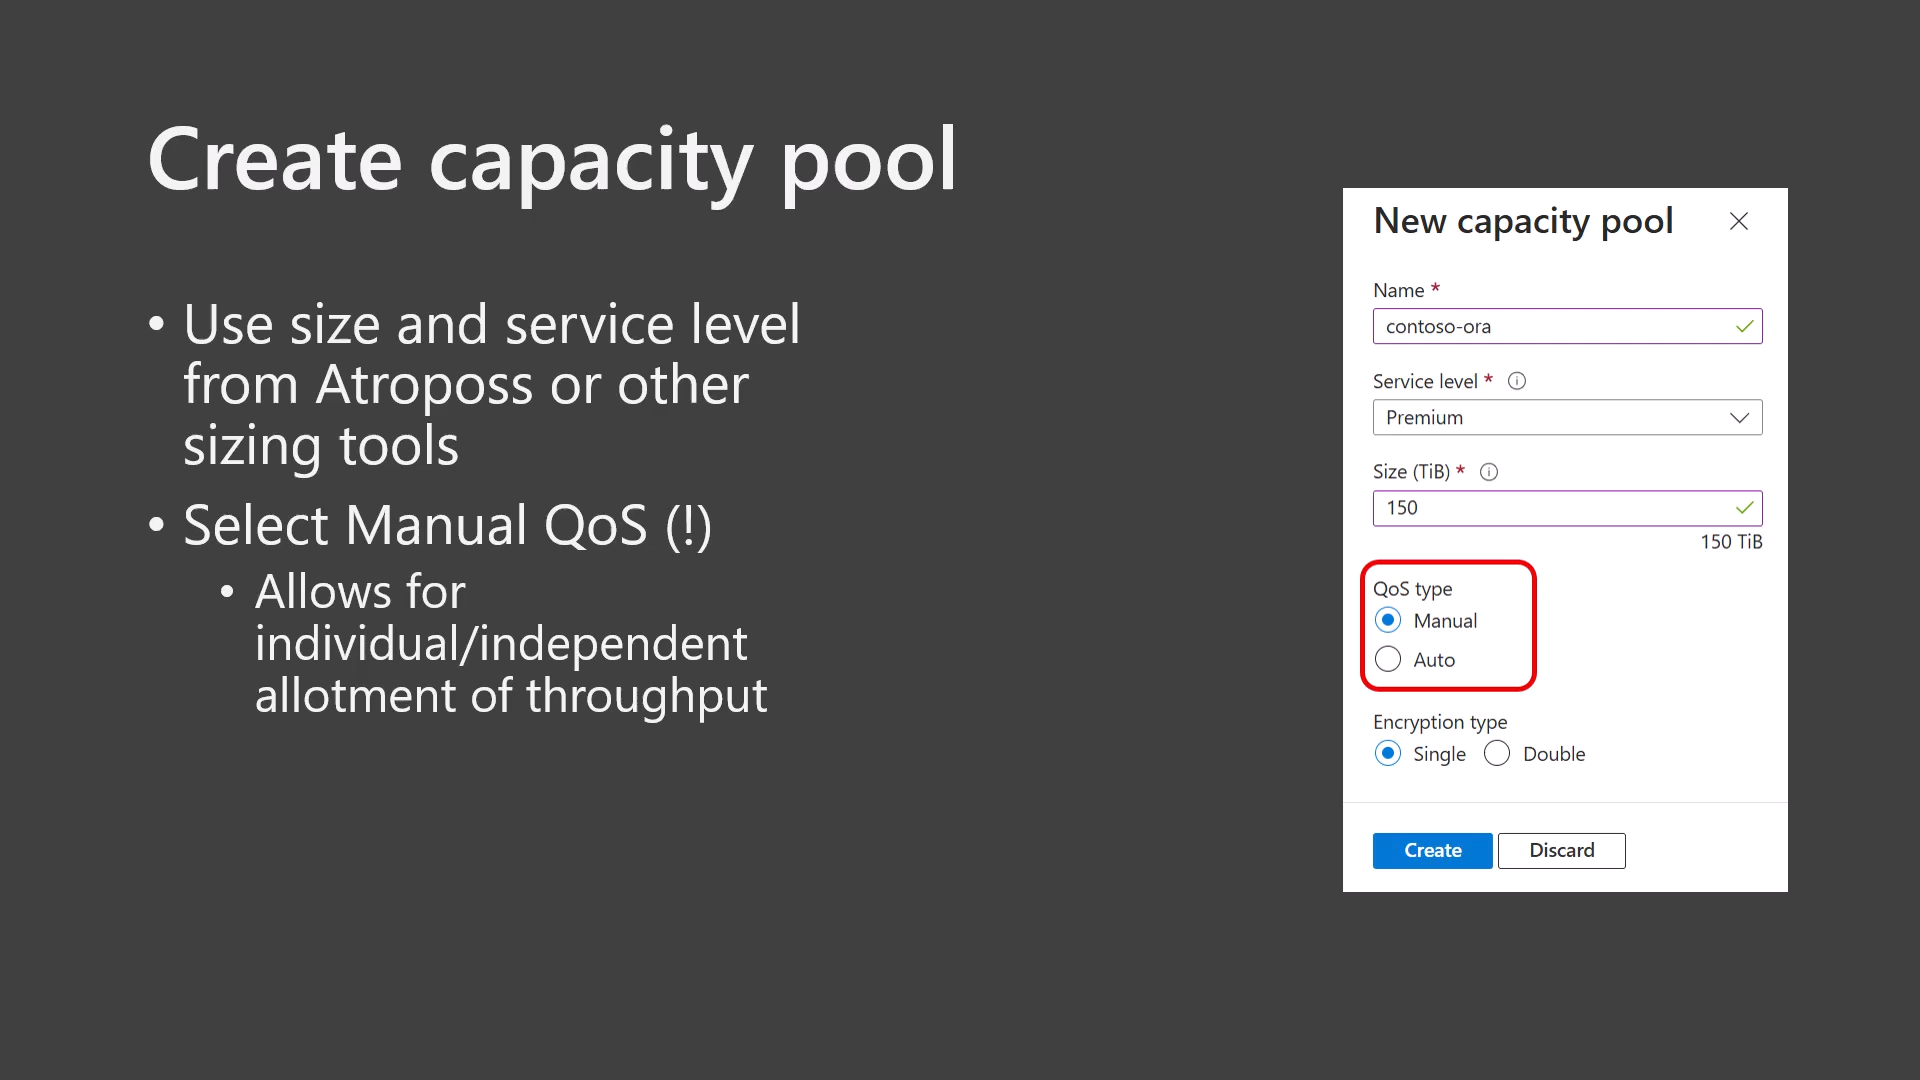 Create capacity pool
• Use size and service level
from Atroposs or other
sizing tools
• Select Manual QoS (!)
• Allows for
individual/independent
allotment of throughput
New capacity pool
Name *
contoso-ora
Service level *
Premium
Size (TiB) *
150
150 TiB
QoS type
Manual
Auto
Encryption type
Single Double
Create Discard